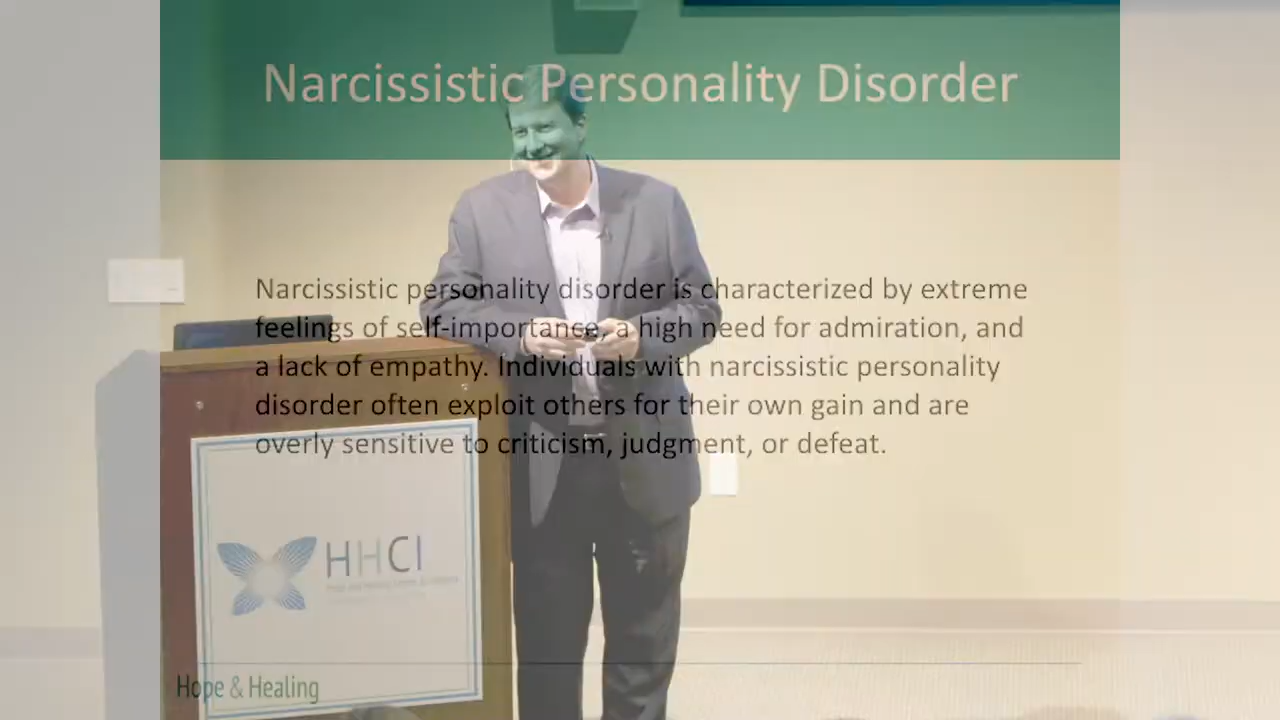 Narcissistic Personality Disorder
Narcissistic personality disorder is characterized by extreme
feelings of self-importance, a high need for admiration, and
a lack of empathy. Individuals with narcissistic personality
disorder often exploit others for their own gain and are
overly sensitive to criticism, judgment, or defeat.
HHCI
Hope & Healing